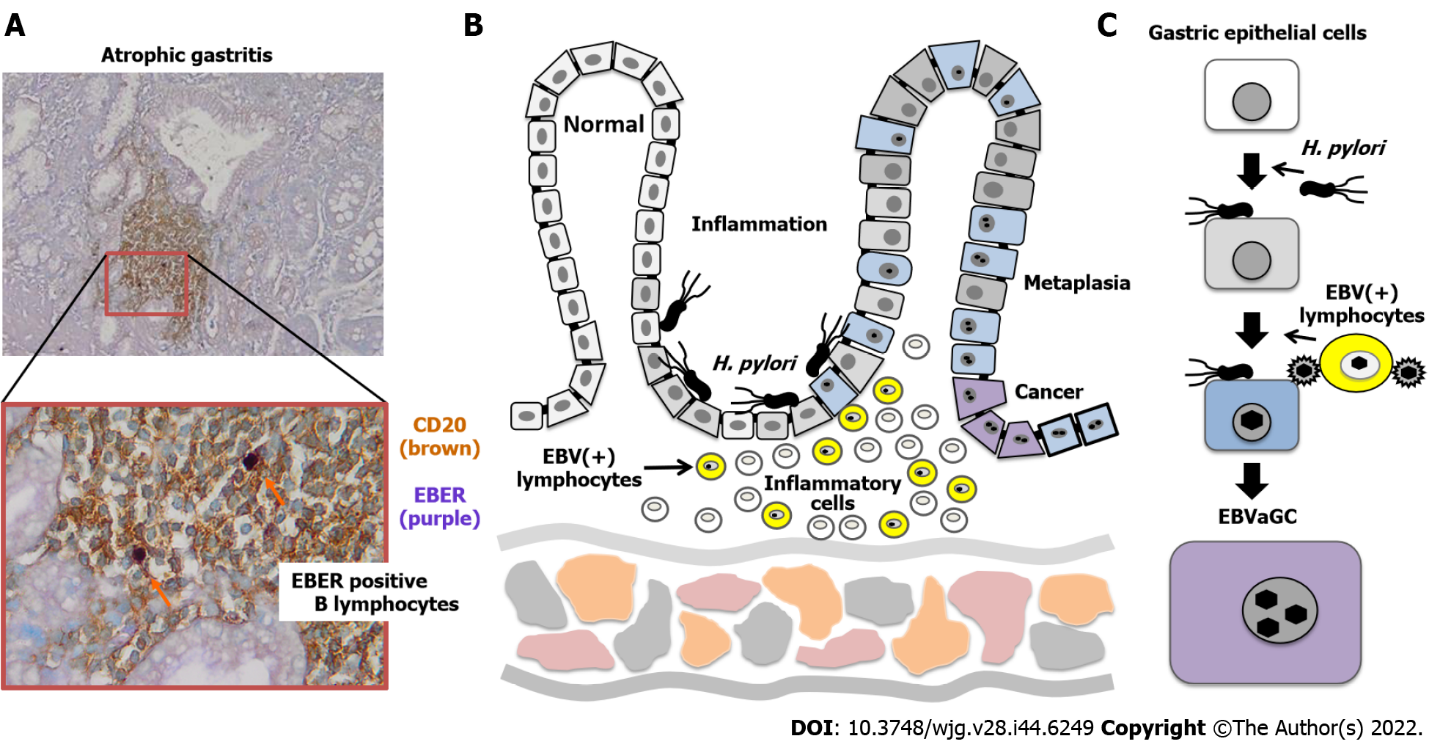 A
Atrophic gastritis
CD20
(brown)
EBER
(purple)
EBER positive
B lymphocytes
B
Normal
Inflammation
H. pylori
Metaplasia
Cancer
EBV(+)
lymphocytes
Inflammatory
cells
C
Gastric epithelial cells
H. pylori
EBV(+)
lymphocytes
EBVaGC
DOI: 10.3748/wjg.v28.i44.6249 Copyright ©The Author(s) 2022.